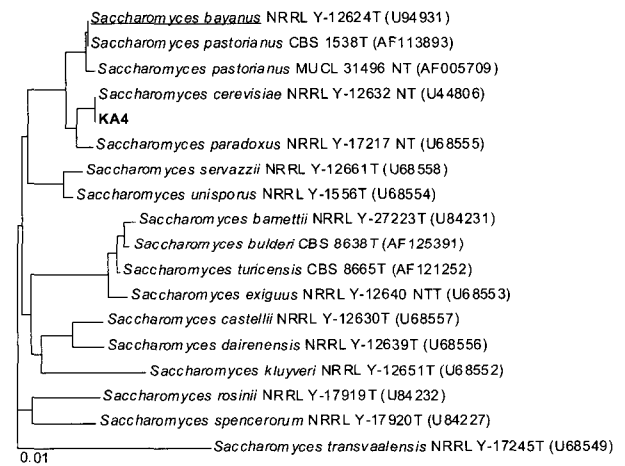 Saccharomyces bayanus NRRL Y-12624T (U94931)
Saccharomyces pastorianus CBS 1538T (AF113893)
Saccharomyces pastorianus MUCL 31496 NT (AF005709)
Saccharomyces cerevisiae NRRL Y-12632 NT (U44806)
KA4
Saccharomyces paradoxus NRRL Y-17217 NT (U68555)
Saccharomyces servazzii NRRL Y-12661T (U68558)
Saccharomyces unisporus NRRL Y-1556T (U68554)
Saccharomyces barnettii NRRL Y-27223T (U84231)
Saccharomyces bulderi CBS 8638T (AF125391)
Saccharomyces turicensis CBS 8665T (AF121252)
Saccharomyces exiguus NRRL Y-12640 NTT (U68553)
Saccharomyces castellii NRRL Y-12630T (U68557)
Saccharomyces dairenensis NRRL Y-12639T (U68556)
Saccharomyces kluyveri NRRL Y-12651T (U68552)
Saccharomyces rosinii NRRL Y-17919T (U84232)
Saccharomyces spencerorum NRRL Y-17920T (U84227)
Saccharomyces transvaalensis NRRL Y-17245T (U68549)
0.01